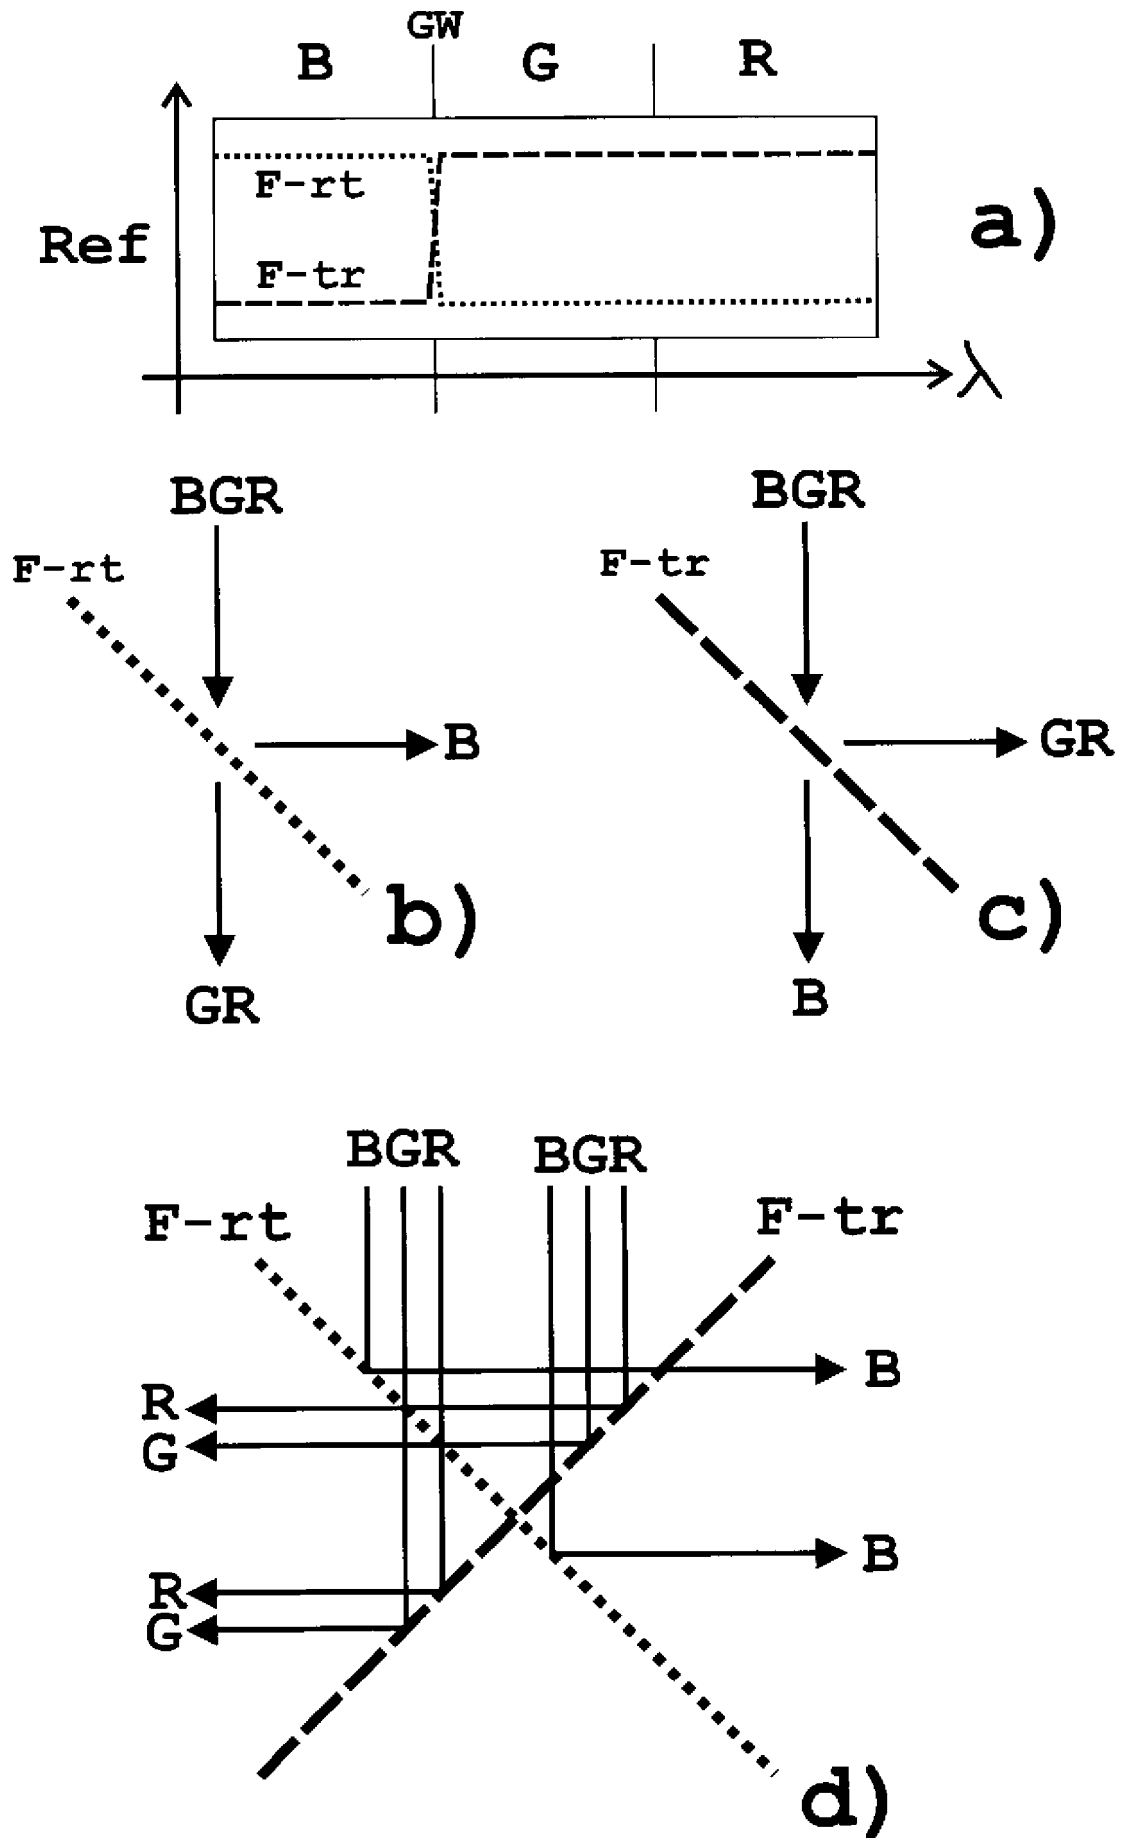 GW
B G R
F-rt
Ref
F-tr
a)
λ
BGR BGR
F-rt F-tr
B GR
b) c)
GR B
BGR BGR
F-rt F-tr
B
R
G
B
R
G
d)